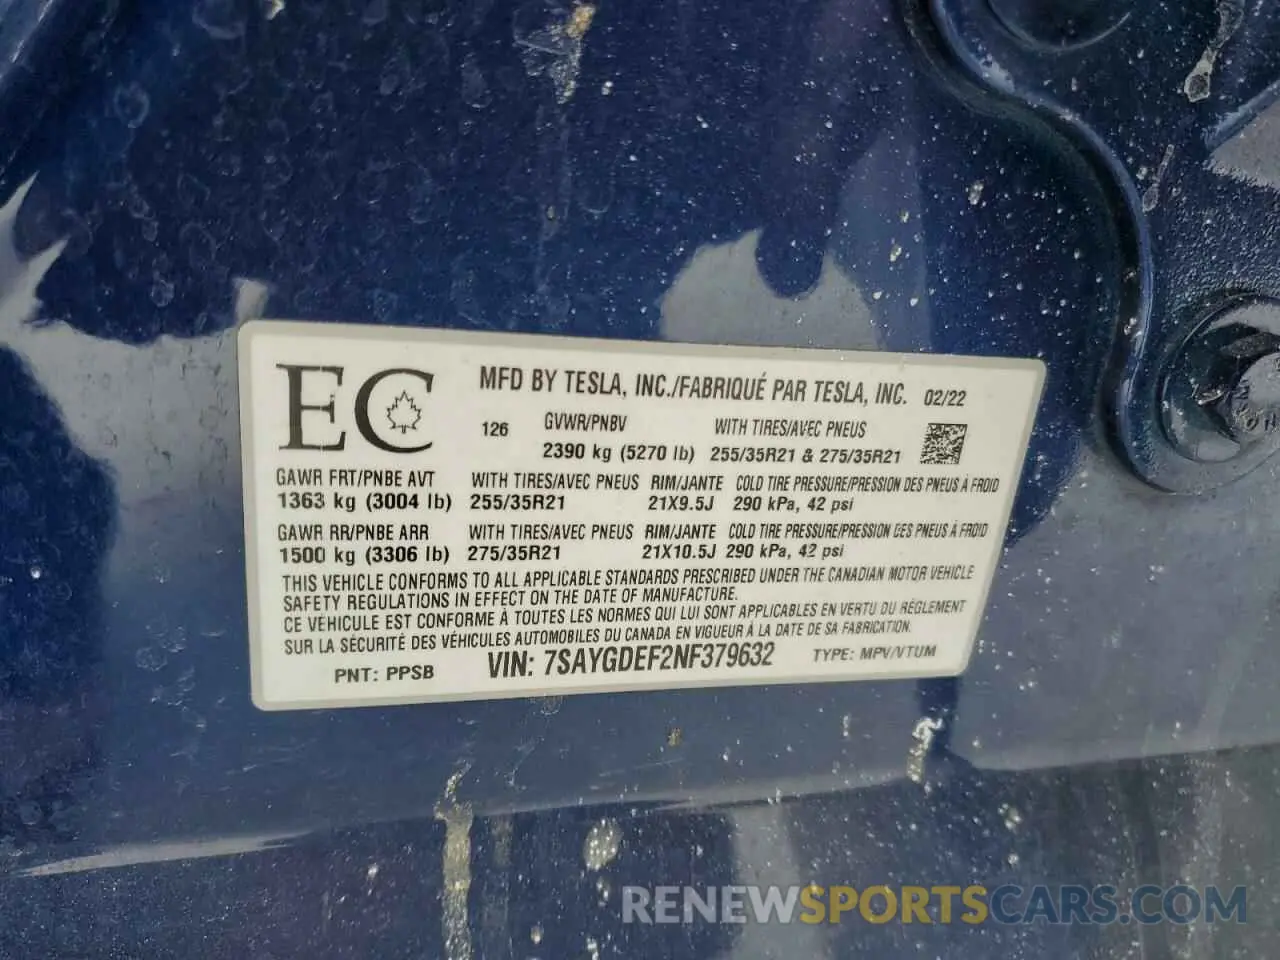 EC
MFD BY TESLA, INC./FABRIQUÉ PAR TESLA, INC. 02/22
126 GVWR/PNBV WITH TIRES/AVEC PNEUS
2390 kg (5270 lb) 255/35R21 & 275/35R21
GAWR FRT/PNBE AVT WITH TIRES/AVEC PNEUS RIM/JANTE COLD TIRE PRESSURE/PRESSION DES PNEUS À FROID
1363 kg (3004 lb) 255/35R21 21X9.5J 290 kPa, 42 psi
GAWR RR/PNBE ARR WITH TIRES/AVEC PNEUS RIM/JANTE COLD TIRE PRESSURE/PRESSION DES PNEUS À FROID
1500 kg (3306 lb) 275/35R21 21X10.5J 290 kPa, 42 psi
THIS VEHICLE CONFORMS TO ALL APPLICABLE STANDARDS PRESCRIBED UNDER THE CANADIAN MOTOR VEHICLE
SAFETY REGULATIONS IN EFFECT ON THE DATE OF MANUFACTURE.
CE VÉHICULE EST CONFORME À TOUTES LES NORMES QUI LUI SONT APPLICABLES EN VERTU DU RÈGLEMENT
SUR LA SÉCURITÉ DES VÉHICULES AUTOMOBILES DU CANADA EN VIGUEUR À LA DATE DE SA FABRICATION.
PNT: PPSB VIN: 7SAYGDEF2NF379632 TYPE: MPV/VTUM
RENEWSPORTSCARS.COM